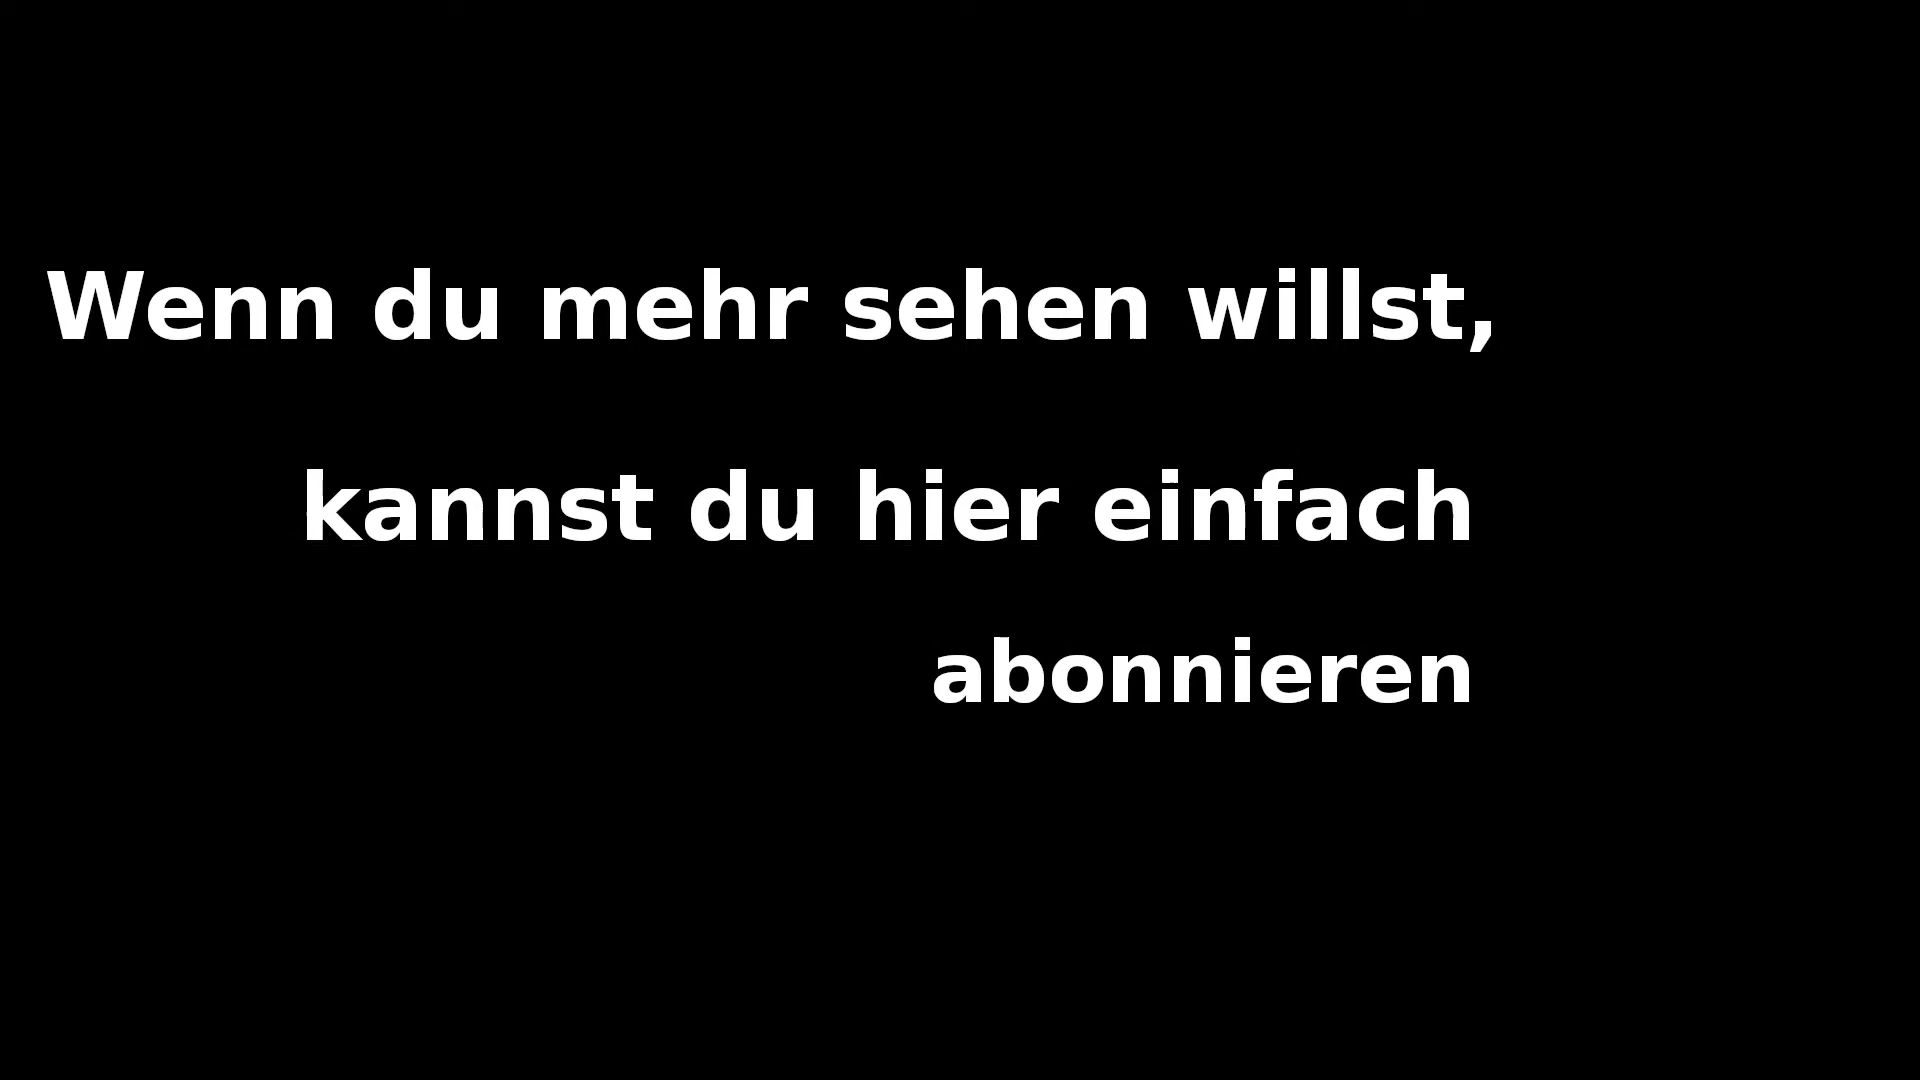 Wenn du mehr sehen willst,
kannst du hier einfach
abonnieren